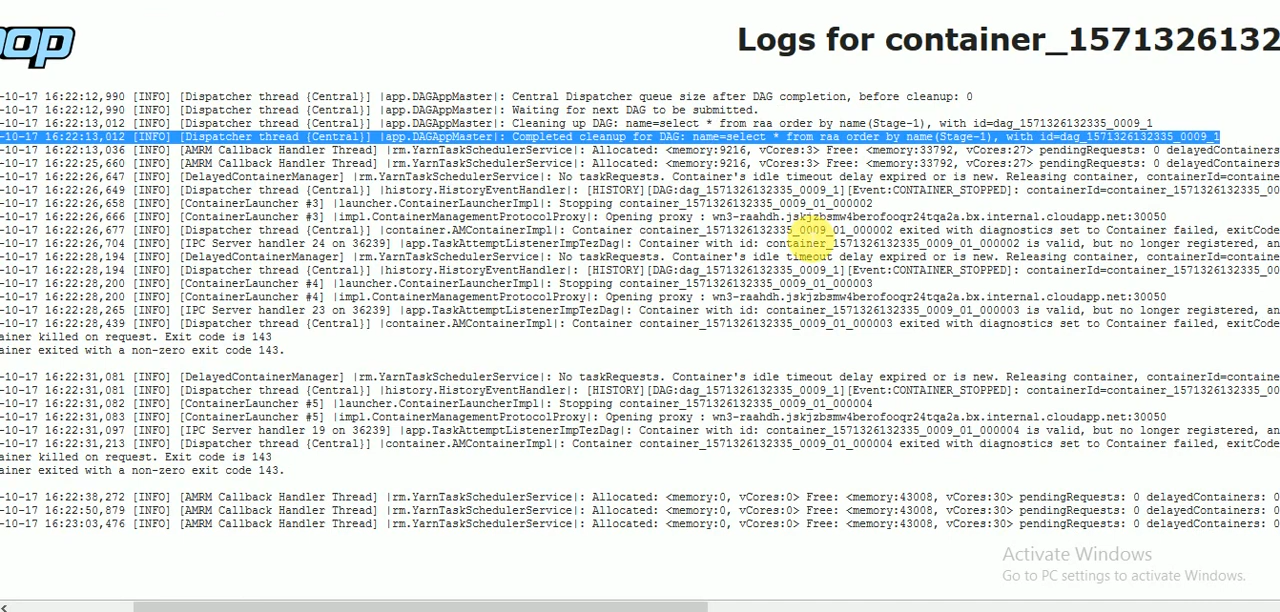 oop
Logs for container_1571326132
-10-17 16:22:12,990 [INFO] [Dispatcher thread {Central}] |app.DAGAppMaster|: Central Dispatcher queue size after DAG completion, before cleanup: 0
-10-17 16:22:12,990 [INFO] [Dispatcher thread {Central}] |app.DAGAppMaster|: Waiting for next DAG to be submitted.
-10-17 16:22:13,012 [INFO] [Dispatcher thread {Central}] |app.DAGAppMaster|: Cleaning up DAG: name=select * from raa order by name(Stage-1), with id=dag_1571326132335_0009_1
-10-17 16:22:13,012 [INFO] [Dispatcher thread {Central}] |app.DAGAppMaster|: Completed cleanup for DAG: name=select * from raa order by name(Stage-1), with id=dag_1571326132335_0009_1
-10-17 16:22:13,036 [INFO] [AMRM Callback Handler Thread] |rm.YarnTaskSchedulerService|: Allocated: <memory:9216, vCores:3> Free: <memory:33792, vCores:27> pendingRequests: 0 delayedContainers
-10-17 16:22:25,660 [INFO] [AMRM Callback Handler Thread] |rm.YarnTaskSchedulerService|: Allocated: <memory:9216, vCores:3> Free: <memory:33792, vCores:27> pendingRequests: 0 delayedContainers
-10-17 16:22:26,647 [INFO] [DelayedContainerManager] |rm.YarnTaskSchedulerService|: No taskRequests. Container's idle timeout delay expired or is new. Releasing container, containerId=contain
-10-17 16:22:26,649 [INFO] [Dispatcher thread {Central}] |history.HistoryEventHandler|: [HISTORY][DAG:dag_1571326132335_0009_1][Event:CONTAINER_STOPPED]: containerId=container_1571326132335_00
-10-17 16:22:26,658 [INFO] [ContainerLauncher #3] |launcher.ContainerLauncherImpl|: Stopping container_1571326132335_0009_01_000002
-10-17 16:22:26,666 [INFO] [ContainerLauncher #3] |impl.ContainerManagementProtocolProxy|: Opening proxy : wn3-raahdh.jskjzbsmw4berofooqr24tqa2a.bx.internal.cloudapp.net:30050
-10-17 16:22:26,677 [INFO] [Dispatcher thread {Central}] |container.AMContainerImpl|: Container container_1571326132335_0009_01_000002 exited with diagnostics set to Container failed, exitCode
-10-17 16:22:26,704 [INFO] [IPC Server handler 24 on 36239] |app.TaskAttemptListenerImpTezDag|: Container with id: container_1571326132335_0009_01_000002 is valid, but no longer registered, an
-10-17 16:22:28,194 [INFO] [DelayedContainerManager] |rm.YarnTaskSchedulerService|: No taskRequests. Container's idle timeout delay expired or is new. Releasing container, containerId=contain
-10-17 16:22:28,194 [INFO] [Dispatcher thread {Central}] |history.HistoryEventHandler|: [HISTORY][DAG:dag_1571326132335_0009_1][Event:CONTAINER_STOPPED]: containerId=container_1571326132335_00
-10-17 16:22:28,200 [INFO] [ContainerLauncher #4] |launcher.ContainerLauncherImpl|: Stopping container_1571326132335_0009_01_000003
-10-17 16:22:28,200 [INFO] [ContainerLauncher #4] |impl.ContainerManagementProtocolProxy|: Opening proxy : wn3-raahdh.jskjzbsmw4berofooqr24tqa2a.bx.internal.cloudapp.net:30050
-10-17 16:22:28,265 [INFO] [IPC Server handler 23 on 36239] |app.TaskAttemptListenerImpTezDag|: Container with id: container_1571326132335_0009_01_000003 is valid, but no longer registered, an
-10-17 16:22:28,439 [INFO] [Dispatcher thread {Central}] |container.AMContainerImpl|: Container container_1571326132335_0009_01_000003 exited with diagnostics set to Container failed, exitCode
ainer killed on request. Exit code is 143
ainer exited with a non-zero exit code 143.
-10-17 16:22:31,081 [INFO] [DelayedContainerManager] |rm.YarnTaskSchedulerService|: No taskRequests. Container's idle timeout delay expired or is new. Releasing container, containerId=contain
-10-17 16:22:31,081 [INFO] [Dispatcher thread {Central}] |history.HistoryEventHandler|: [HISTORY][DAG:dag_1571326132335_0009_1][Event:CONTAINER_STOPPED]: containerId=container_1571326132335_00
-10-17 16:22:31,082 [INFO] [ContainerLauncher #5] |launcher.ContainerLauncherImpl|: Stopping container_1571326132335_0009_01_000004
-10-17 16:22:31,083 [INFO] [ContainerLauncher #5] |impl.ContainerManagementProtocolProxy|: Opening proxy : wn3-raahdh.jskjzbsmw4berofooqr24tqa2a.bx.internal.cloudapp.net:30050
-10-17 16:22:31,097 [INFO] [IPC Server handler 19 on 36239] |app.TaskAttemptListenerImpTezDag|: Container with id: container_1571326132335_0009_01_000004 is valid, but no longer registered, an
-10-17 16:22:31,213 [INFO] [Dispatcher thread {Central}] |container.AMContainerImpl|: Container container_1571326132335_0009_01_000004 exited with diagnostics set to Container failed, exitCode
ainer killed on request. Exit code is 143
ainer exited with a non-zero exit code 143.
-10-17 16:22:38,272 [INFO] [AMRM Callback Handler Thread] |rm.YarnTaskSchedulerService|: Allocated: <memory:0, vCores:0> Free: <memory:43008, vCores:30> pendingRequests: 0 delayedContainers: 0
-10-17 16:22:50,879 [INFO] [AMRM Callback Handler Thread] |rm.YarnTaskSchedulerService|: Allocated: <memory:0, vCores:0> Free: <memory:43008, vCores:30> pendingRequests: 0 delayedContainers: 0
-10-17 16:23:03,476 [INFO] [AMRM Callback Handler Thread] |rm.YarnTaskSchedulerService|: Allocated: <memory:0, vCores:0> Free: <memory:43008, vCores:30> pendingRequests: 0 delayedContainers: 0
Activate Windows
Go to PC settings to activate Windows.